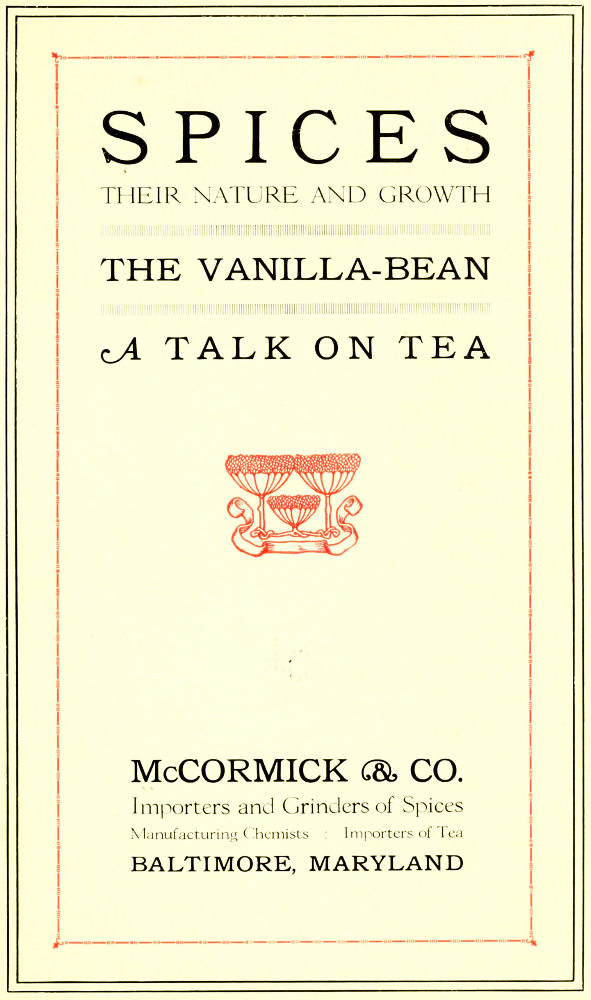 SPICES
THEIR NATURE AND GROWTH
THE VANILLA-BEAN
A TALK ON TEA
McCORMICK & CO.
Importers and Grinders of Spices
Manufacturing Chemists : Importers of Tea
BALTIMORE, MARYLAND